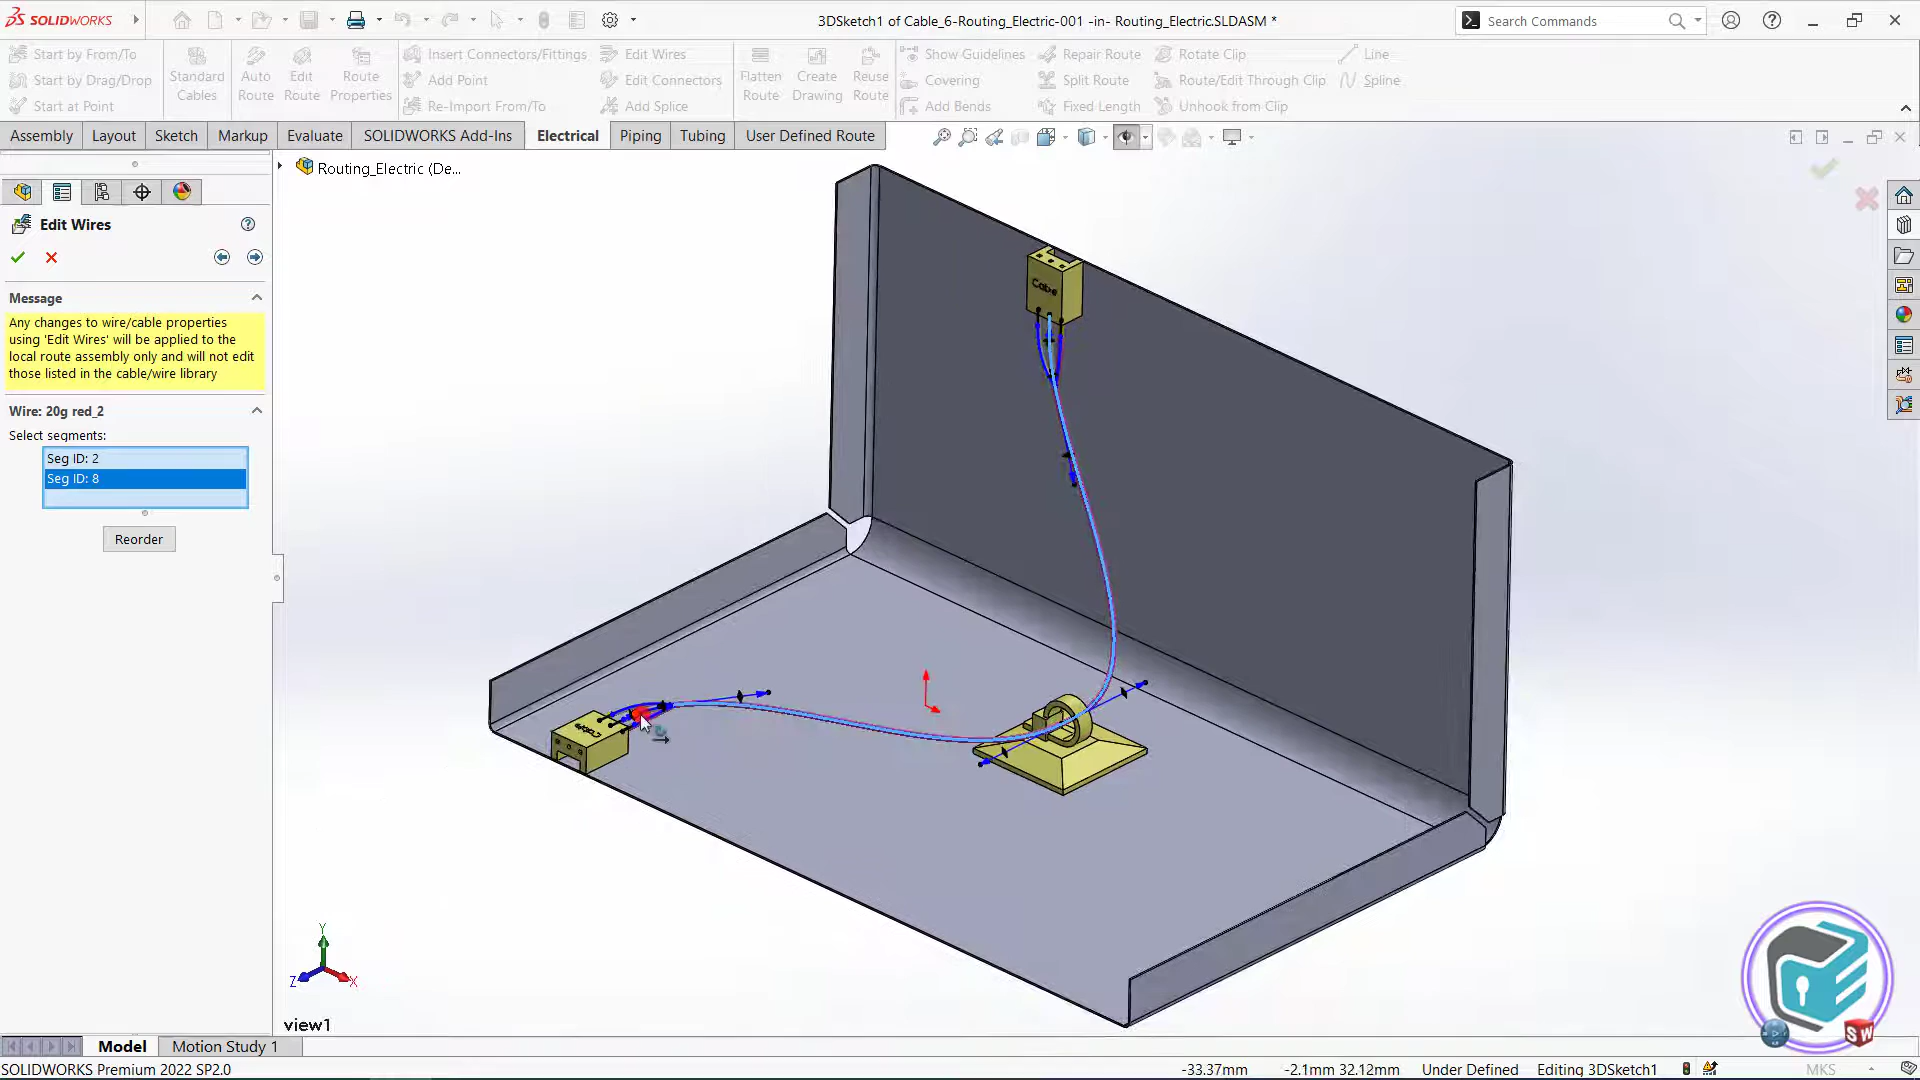 SOLIDWORKS
3DSketch1 of Cable_6-Routing_Electric-001 -in- Routing_Electric.SLDASM *
Search Commands
Start by From/To
Start by Drag/Drop
Start at Point
Standard Cables
Auto Route
Edit Route
Route Properties
Insert Connectors/Fittings
Add Point
Re-Import From/To
Edit Wires
Edit Connectors
Add Splice
Flatten Route
Create Drawing
Reuse Route
Show Guidelines
Covering
Add Bends
Repair Route
Split Route
Fixed Length
Rotate Clip
Route/Edit Through Clip
Unhook from Clip
Line
Spline
Assembly
Layout
Sketch
Markup
Evaluate
SOLIDWORKS Add-Ins
Electrical
Piping
Tubing
User Defined Route
Routing_Electric (De...
Edit Wires
Message
Any changes to wire/cable properties
using 'Edit Wires' will be applied to the
local route assembly only and will not edit
those listed in the cable/wire library
Wire: 20g red_2
Select segments:
Seg ID: 2
Seg ID: 8
Reorder
Y
Z
X
view1
Model
Motion Study 1
SOLIDWORKS Premium 2022 SP2.0
-33.37mm
-2.1mm 32.12mm
Under Defined
Editing 3DSketch1
MKS
SW